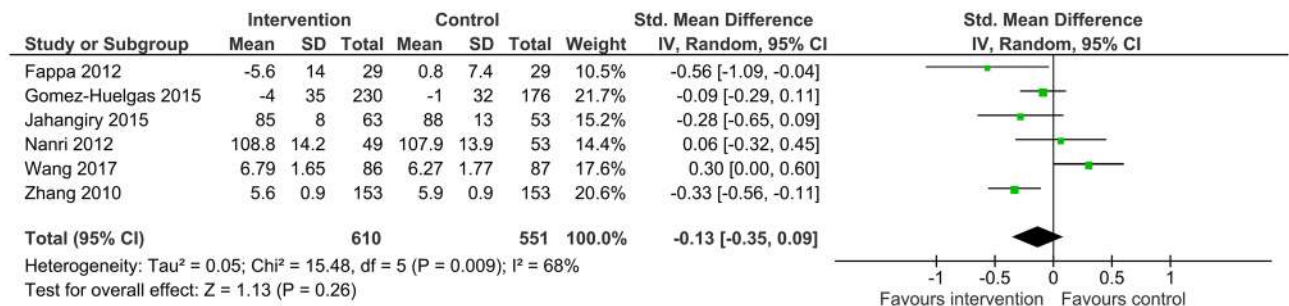 Intervention Control Std. Mean Difference Std. Mean Difference
Study or Subgroup Mean SD Total Mean SD Total Weight IV, Random, 95% CI IV, Random, 95% CI
Fappa 2012 -5.6 14 29 0.8 7.4 29 10.5% -0.56 [-1.09, -0.04]
Gomez-Huelgas 2015 -4 35 230 -1 32 176 21.7% -0.09 [-0.29, 0.11]
Jahangiry 2015 85 8 63 88 13 53 15.2% -0.28 [-0.65, 0.09]
Nanri 2012 108.8 14.2 49 107.9 13.9 53 14.4% 0.06 [-0.32, 0.45]
Wang 2017 6.79 1.65 86 6.27 1.77 87 17.6% 0.30 [0.00, 0.60]
Zhang 2010 5.6 0.9 153 5.9 0.9 153 20.6% -0.33 [-0.56, -0.11]
Total (95% CI) 610 551 100.0% -0.13 [-0.35, 0.09]
Heterogeneity: Tau² = 0.05; Chi² = 15.48, df = 5 (P = 0.009); I² = 68%
Test for overall effect: Z = 1.13 (P = 0.26)
-1 -0.5 0 0.5 1
Favours intervention Favours control